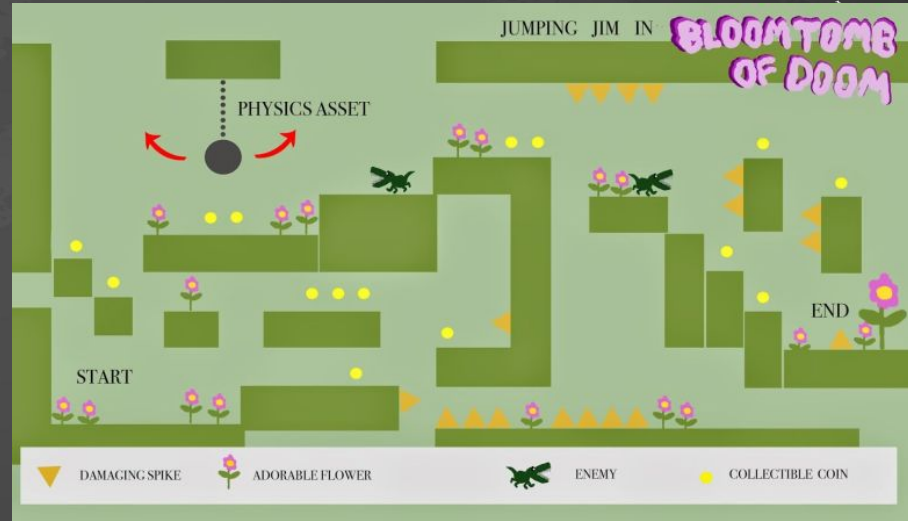 JUMPING JIM IN
BLOOMTOMB
OF DOOM
PHYSICS ASSET
END
START
DAMAGING SPIKE
ADORABLE FLOWER
ENEMY
COLLECTIBLE COIN